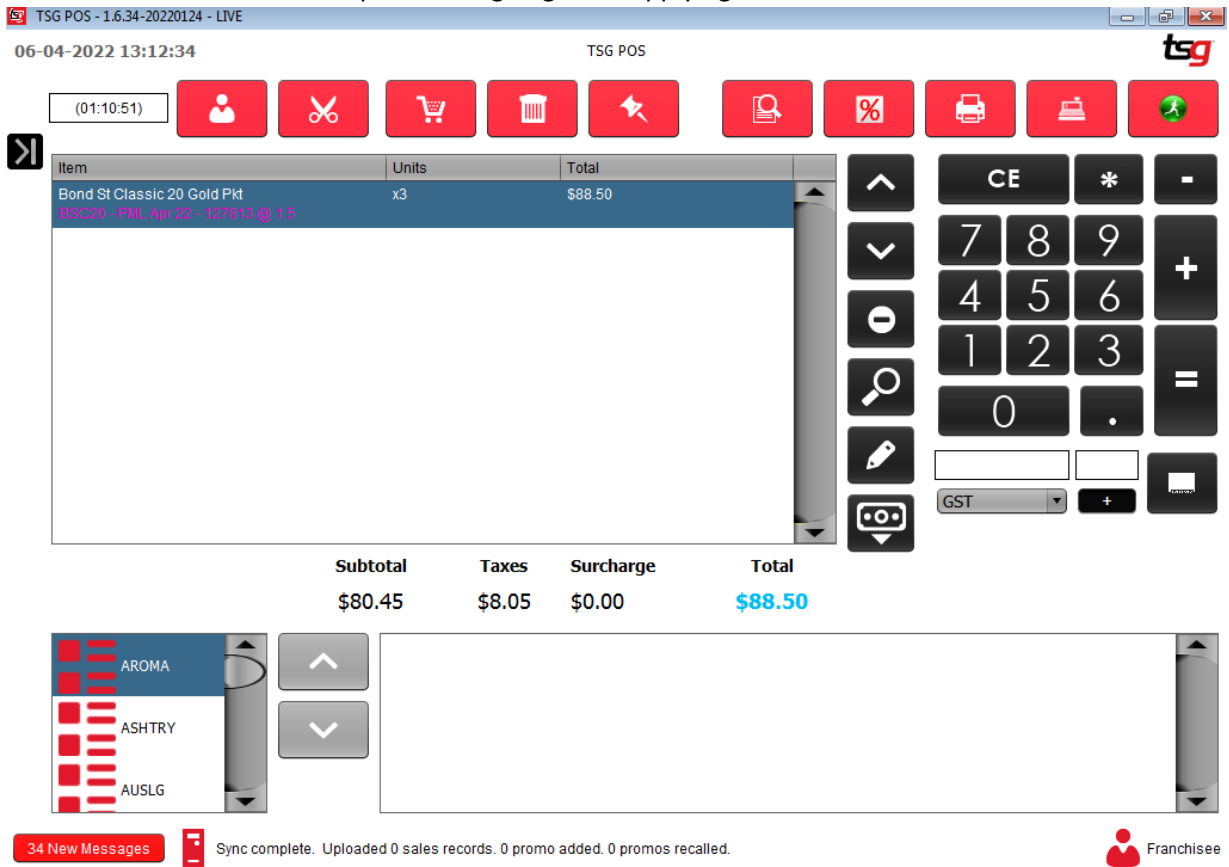 TSG POS - 1.6.34-20220124 - LIVE
06-04-2022 13:12:34
TSG POS
tsg
(01:10:51)
%
Item Units Total
Bond St Classic 20 Gold Pkt x3 $88.50
BSC20 - PML Apr 22 - 127813 @ 1.5
CE * -
7 8 9 +
4 5 6
1 2 3 =
0 .
GST +
Subtotal Taxes Surcharge Total
$80.45 $8.05 $0.00 $88.50
AROMA
ASHTRY
AUSLG
34 New Messages
Sync complete. Uploaded 0 sales records. 0 promo added. 0 promos recalled.
Franchisee